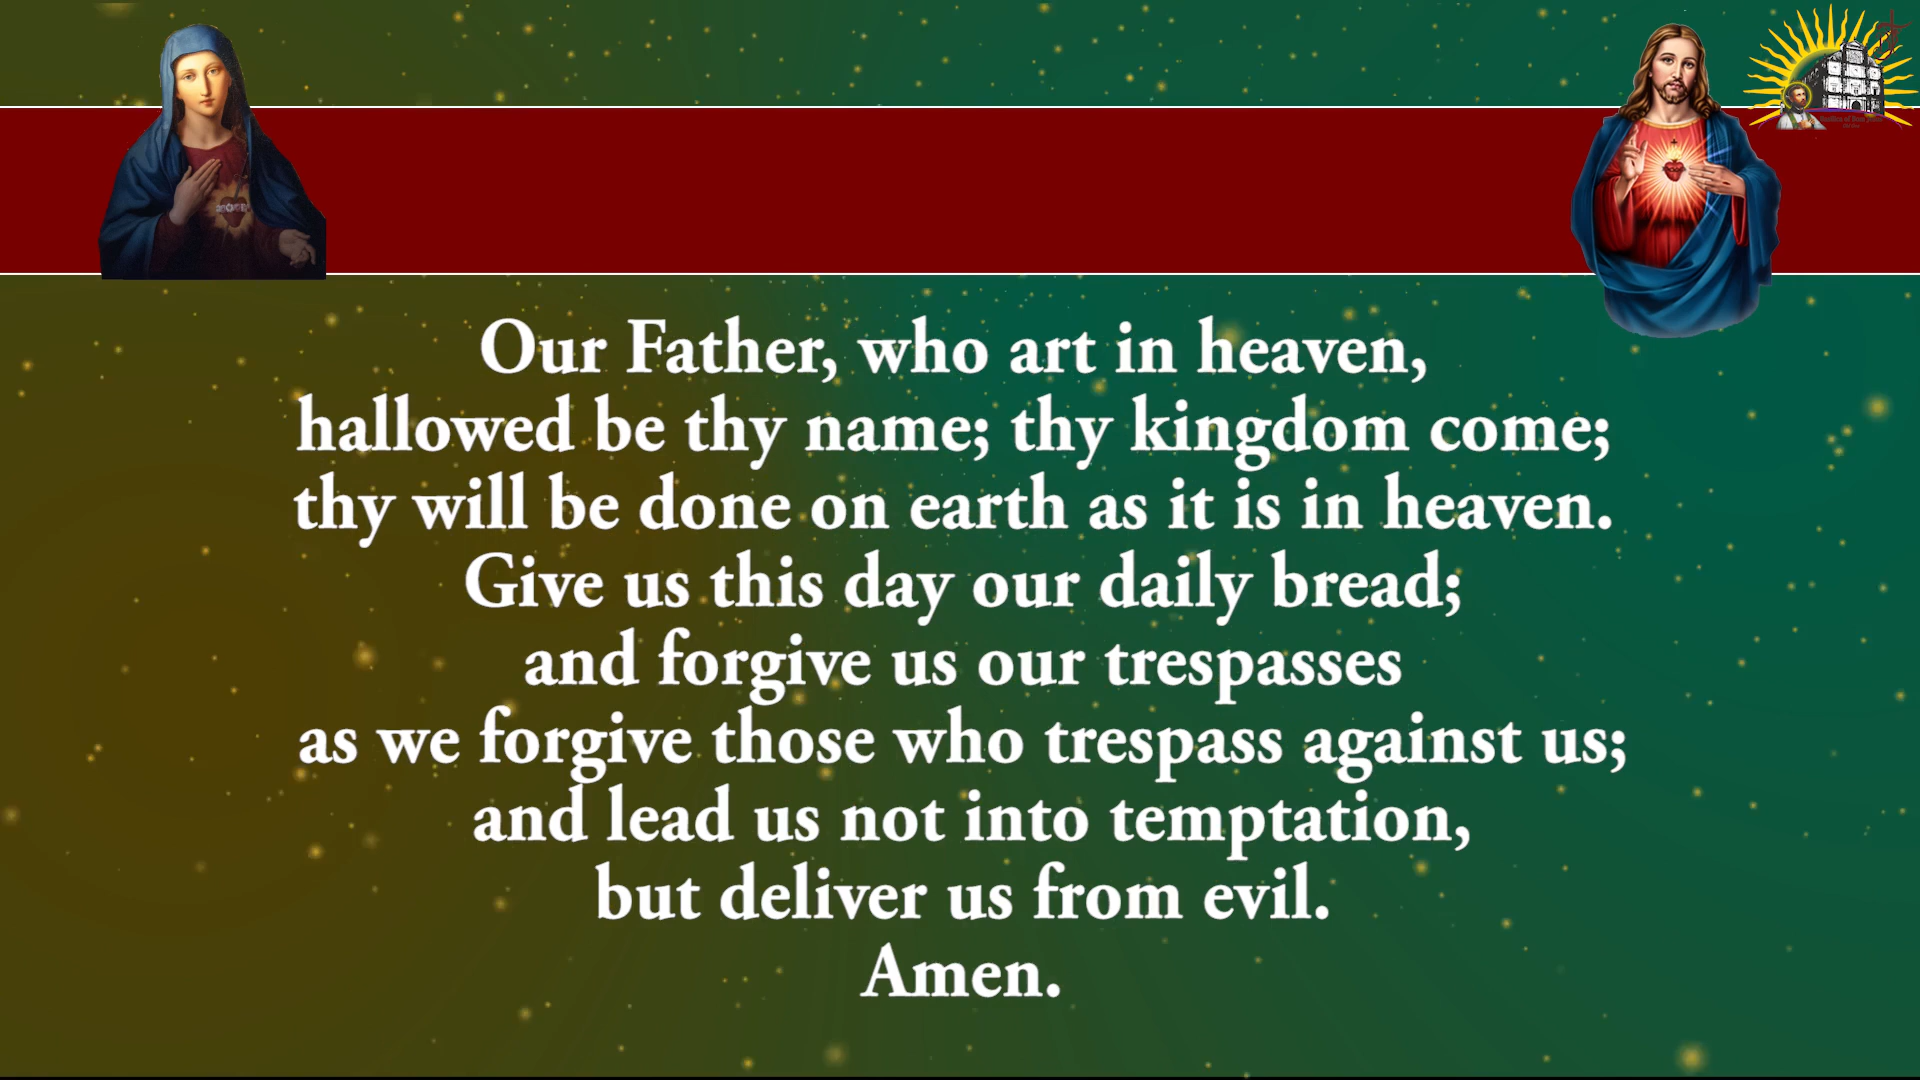 Our Father, who art in heaven,
hallowed be thy name; thy kingdom come;
thy will be done on earth as it is in heaven.
Give us this day our daily bread;
and forgive us our trespasses
as we forgive those who trespass against us;
and lead us not into temptation,
but deliver us from evil.
Amen.